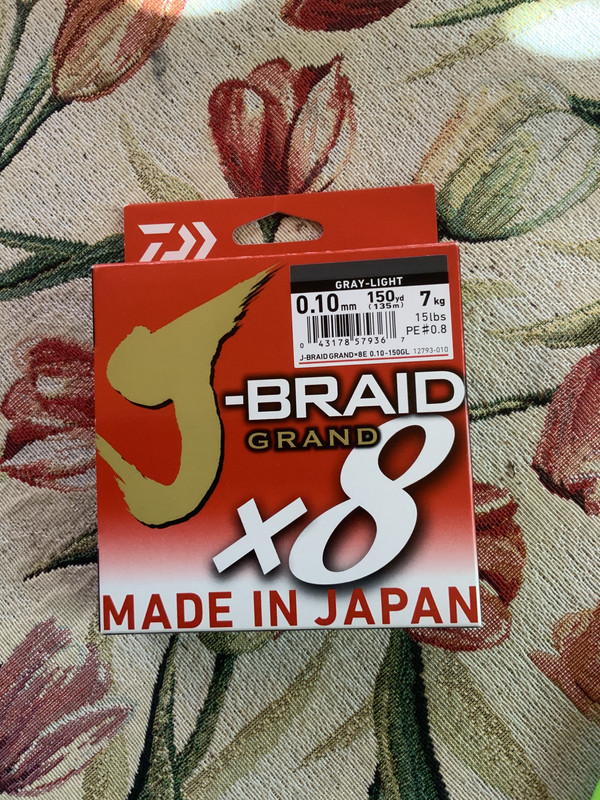 GRAY-LIGHT
0.10mm 150yd (135m) 7kg
15lbs
PE#0.8
0 43178 57936 7
J-BRAID GRAND×8E 0.10-150GL 12793-010
J-BRAID
GRAND
×8
MADE IN JAPAN